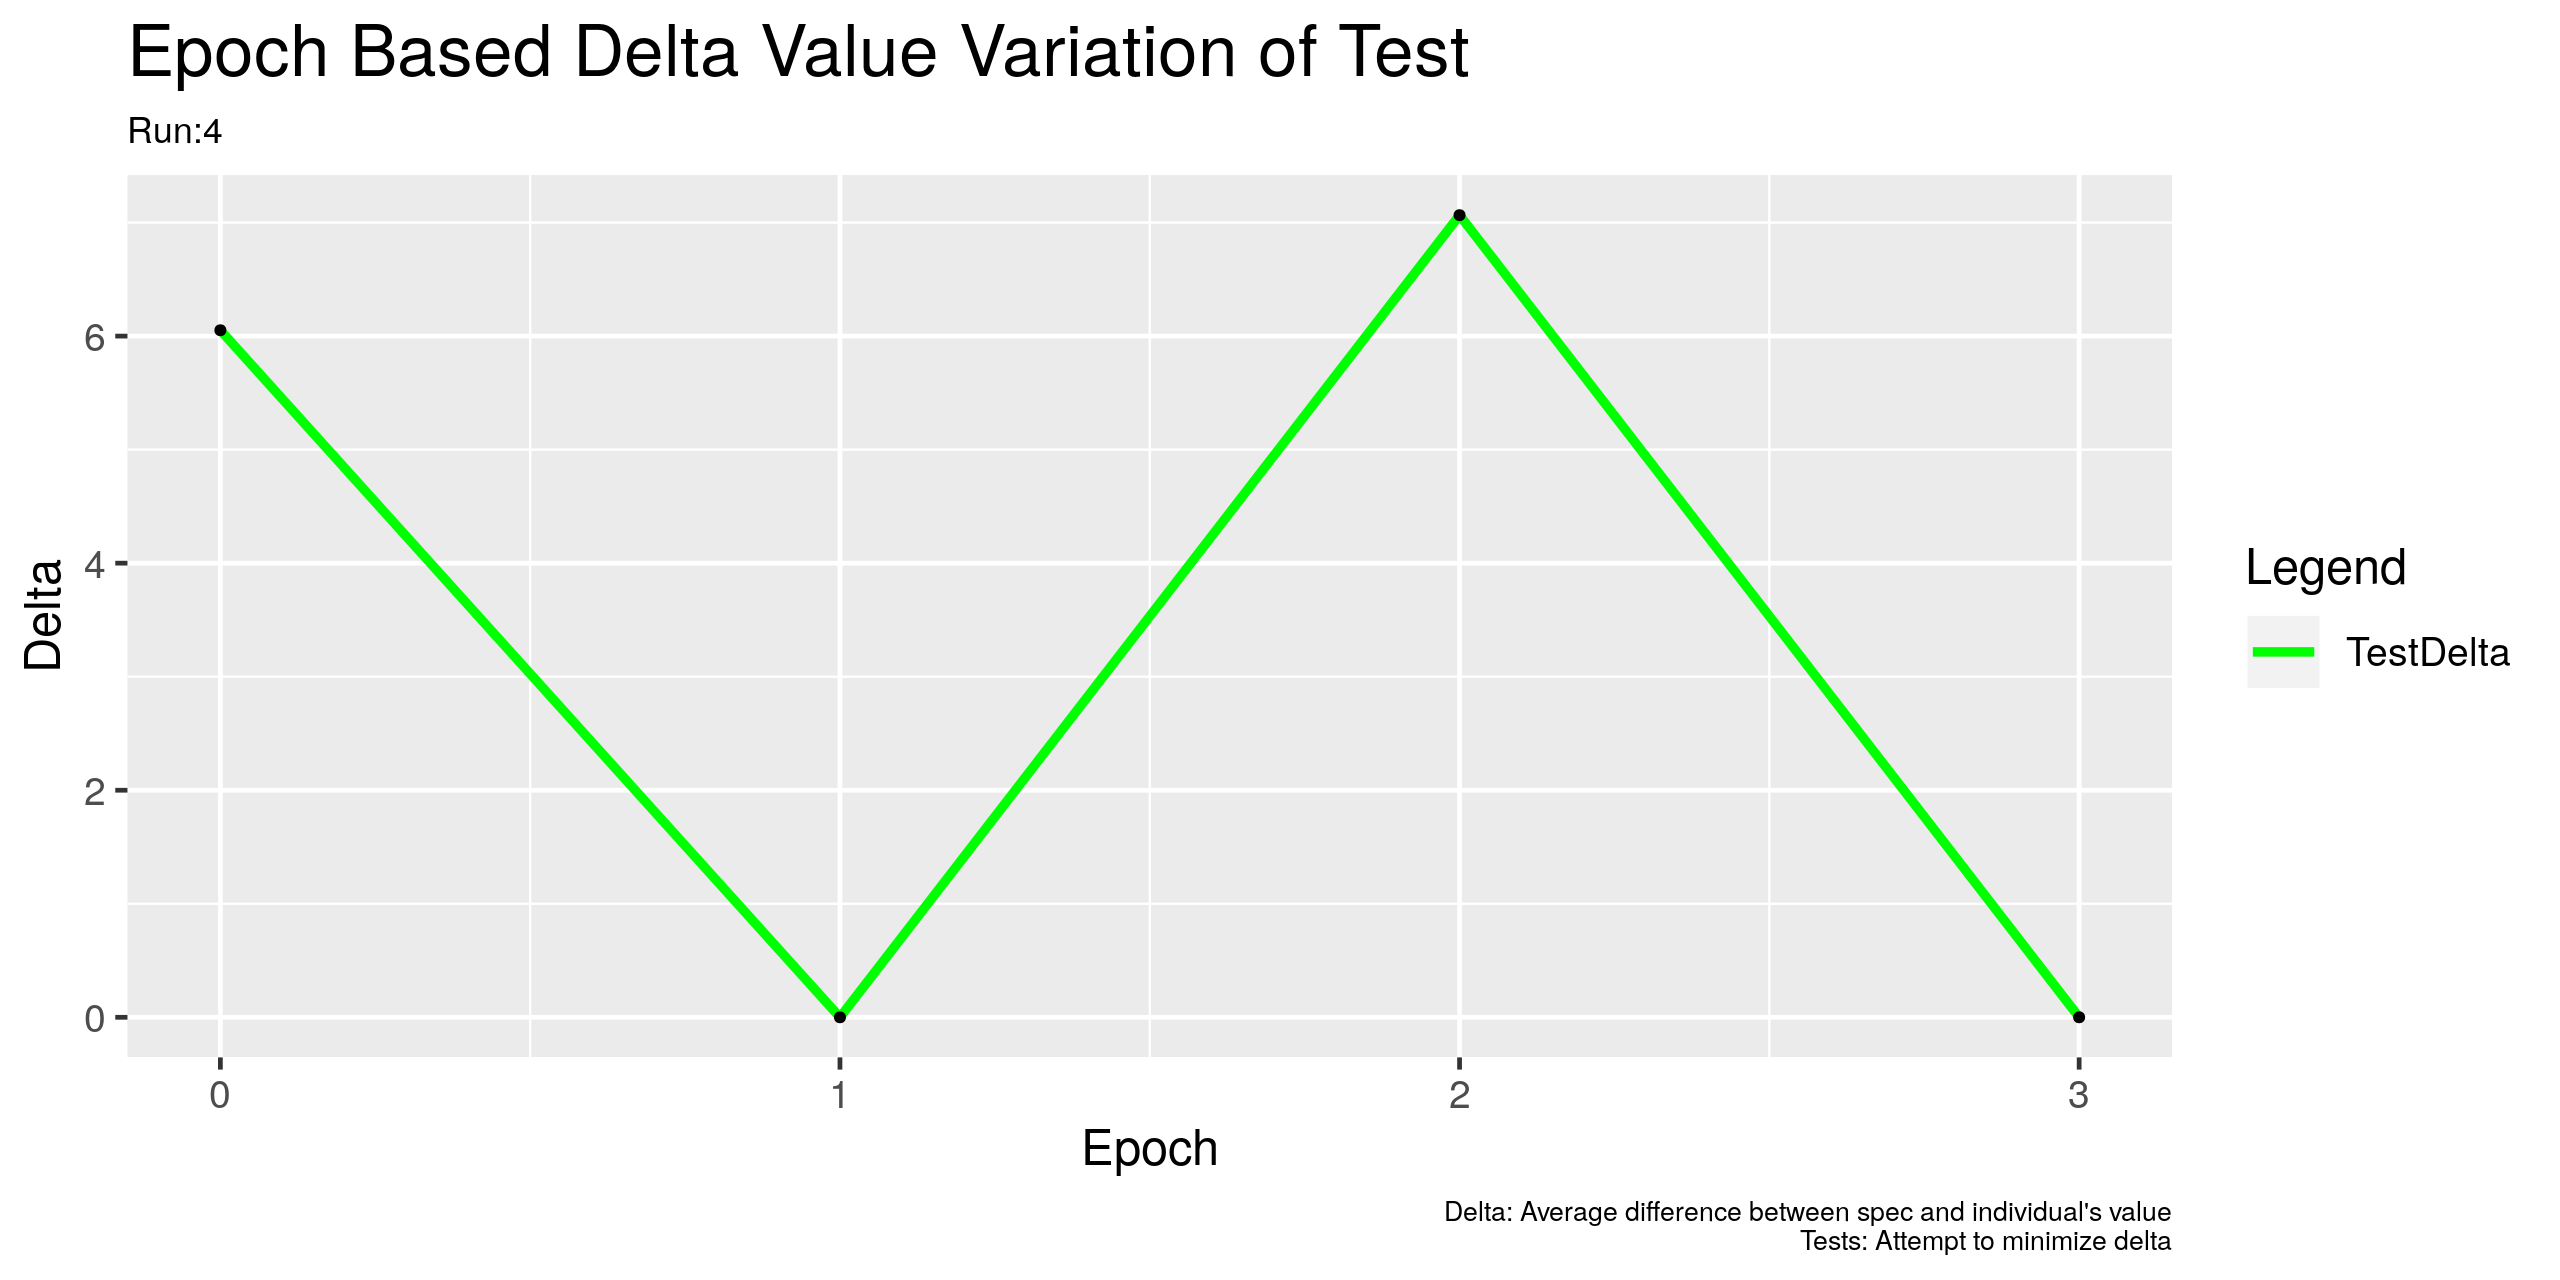 Epoch Based Delta Value Variation of Test
Run:4
Delta
6
4
2
0
0 1 2 3
Epoch
Legend
TestDelta
Delta: Average difference between spec and individual's value
Tests: Attempt to minimize delta